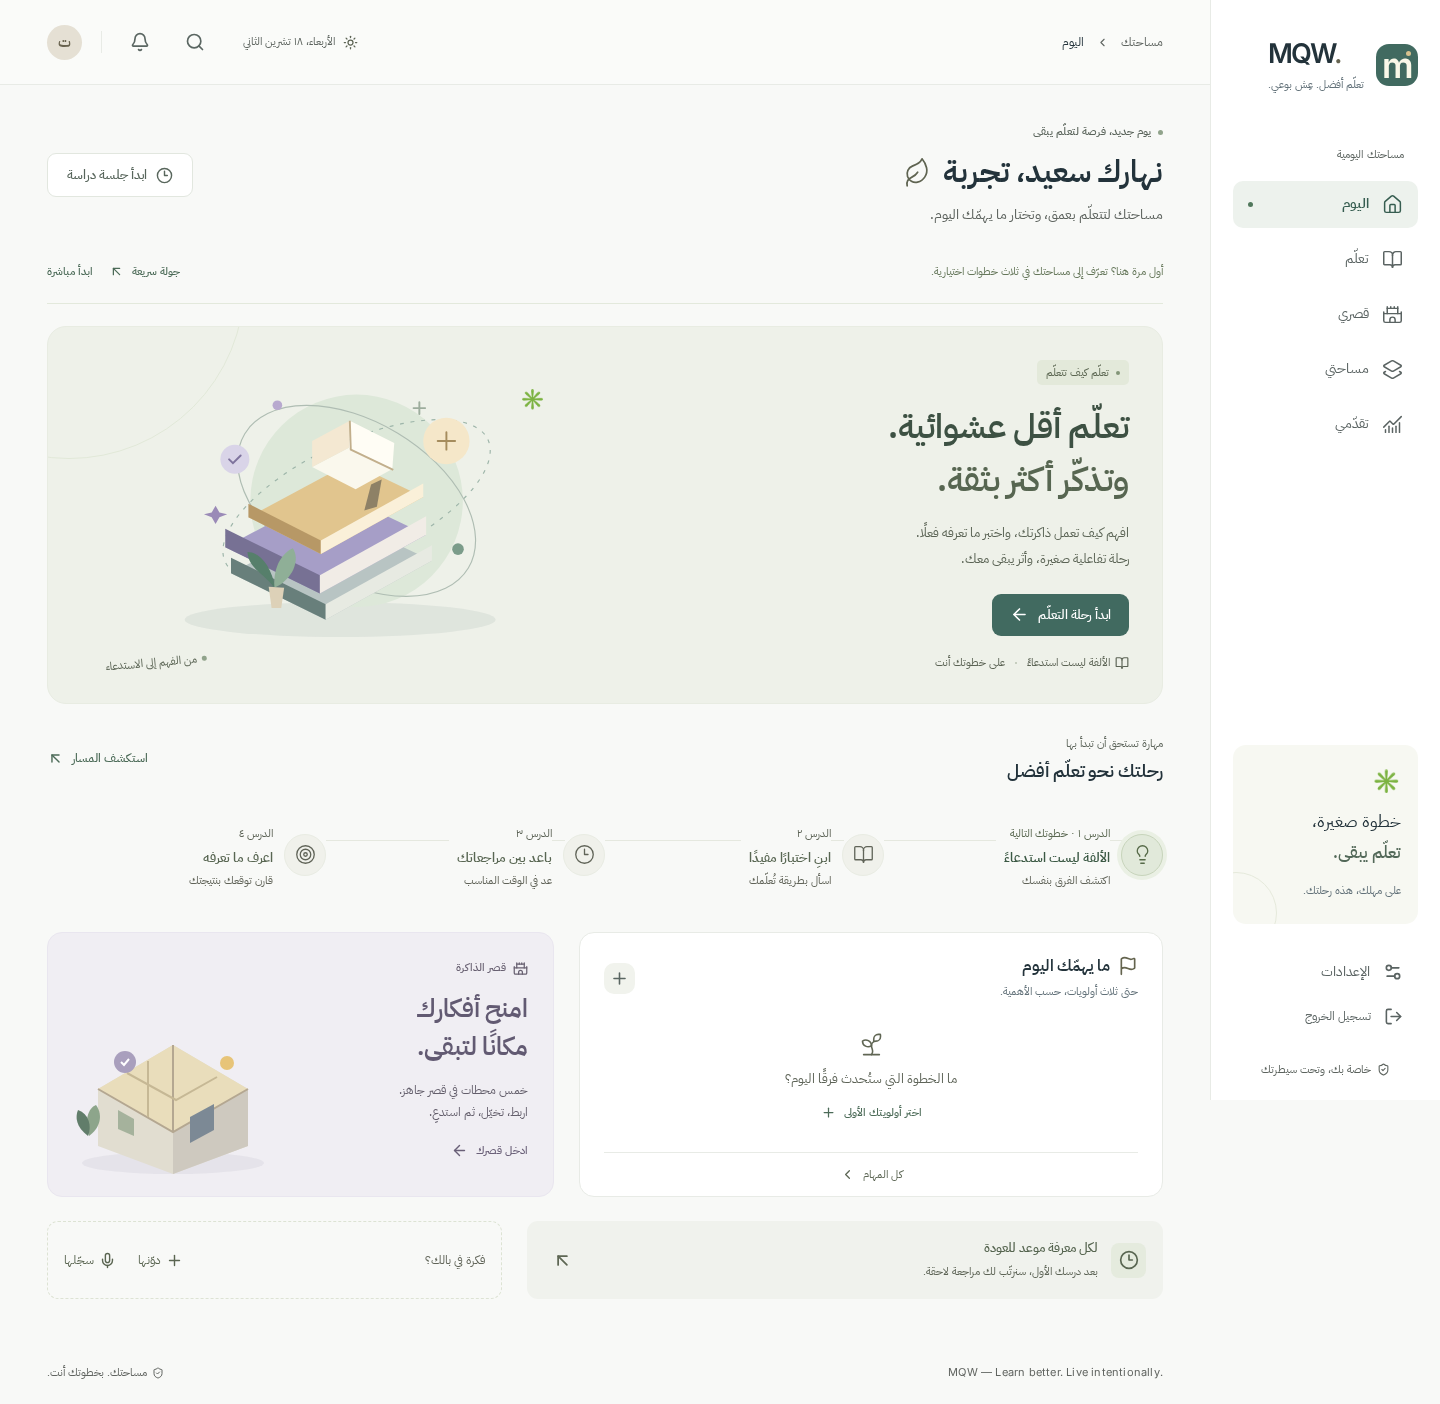 MQW.
تعلّم أفضل. عِش بوعي.
مساحتك اليومية
اليوم
تعلّم
قصري
مساحتي
تقدّمي
خطوة صغيرة،
تعلّم يبقى.
على مهلك، هذه رحلتك.
الإعدادات
تسجيل الخروج
خاصة بك، وتحت سيطرتك
مساحتك
اليوم
الأربعاء، ١٨ تشرين الثاني
ت
يوم جديد، فرصة لتعلّم يبقى
نهارك سعيد، تجربة
مساحتك لتتعلّم بعمق، وتختار ما يهمّك اليوم.
ابدأ جلسة دراسة
أول مرة هنا؟ تعرّف إلى مساحتك في ثلاث خطوات اختيارية.
جولة سريعة
ابدأ مباشرة
تعلّم كيف تتعلّم
تعلّم أقل عشوائية.
وتذكّر أكثر بثقة.
افهم كيف تعمل ذاكرتك، واختبر ما تعرفه فعلًا.
رحلة تفاعلية صغيرة، وأثر يبقى معك.
ابدأ رحلة التعلّم
الألفة ليست استدعاءً · على خطوتك أنت
من الفهم إلى الاستدعاء
مهارة تستحق أن تبدأ بها
رحلتك نحو تعلّم أفضل
استكشف المسار
الدرس ١ · خطوتك التالية
الألفة ليست استدعاءً
اكتشف الفرق بنفسك
الدرس ٢
ابنِ اختبارًا مفيدًا
اسأل بطريقة تُعلّمك
الدرس ٣
باعد بين مراجعاتك
عد في الوقت المناسب
الدرس ٤
اعرف ما تعرفه
قارن توقعك بنتيجتك
ما يهمّك اليوم
حتى ثلاث أولويات، حسب الأهمية.
ما الخطوة التي ستُحدث فرقًا اليوم؟
اختر أولويتك الأولى
كل المهام
قصر الذاكرة
امنح أفكارك
مكانًا لتبقى.
خمس محطات في قصر جاهز.
اربط، تخيّل، ثم استدعِ.
ادخل قصرك
لكل معرفة موعد للعودة
بعد درسك الأول، سنرتّب لك مراجعة لاحقة.
فكرة في بالك؟
دوّنها
سجّلها
MQW — Learn better. Live intentionally.
مساحتك. بخطوتك أنت.